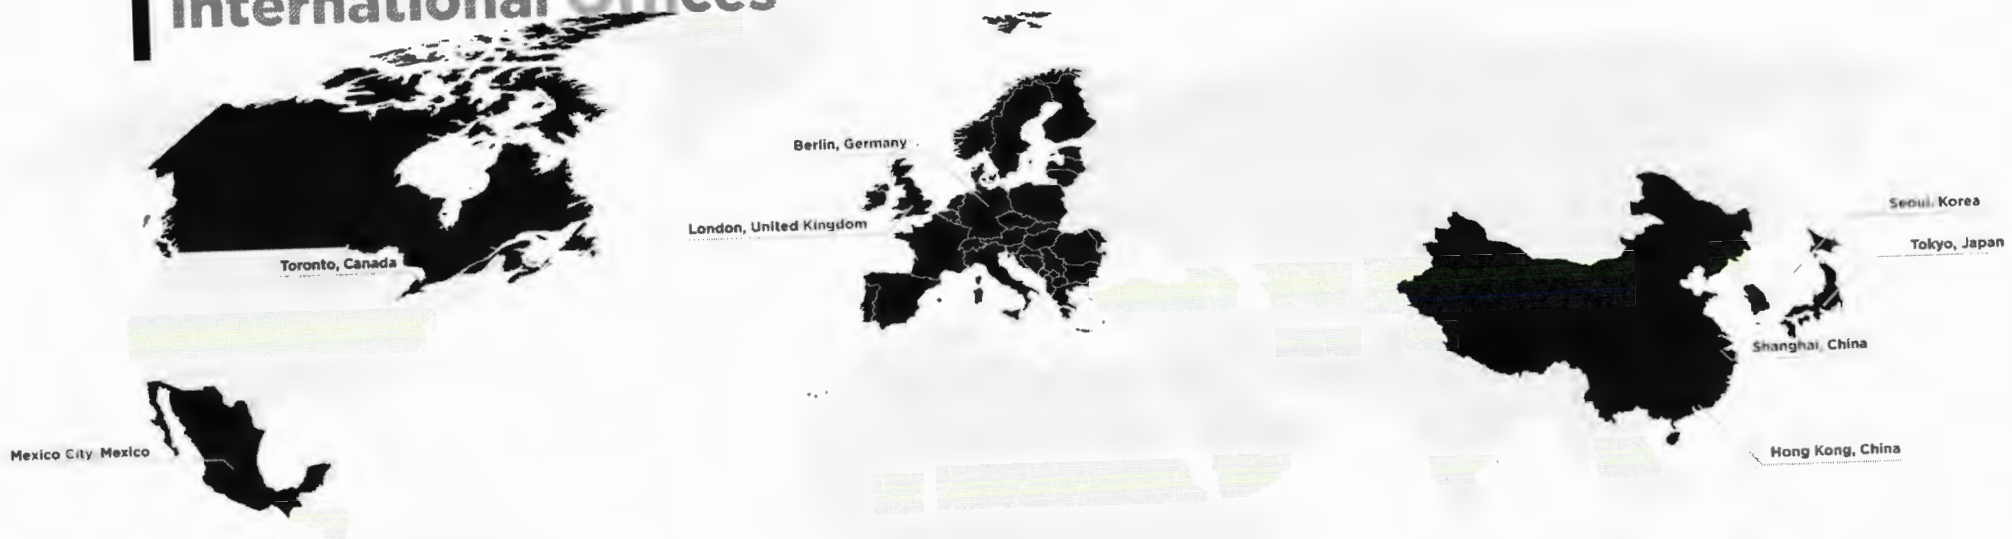 International Offices
Berlin, Germany
London, United Kingdom
Toronto, Canada
Mexico City, Mexico
Seoul, Korea
Tokyo, Japan
Shanghai, China
Hong Kong, China